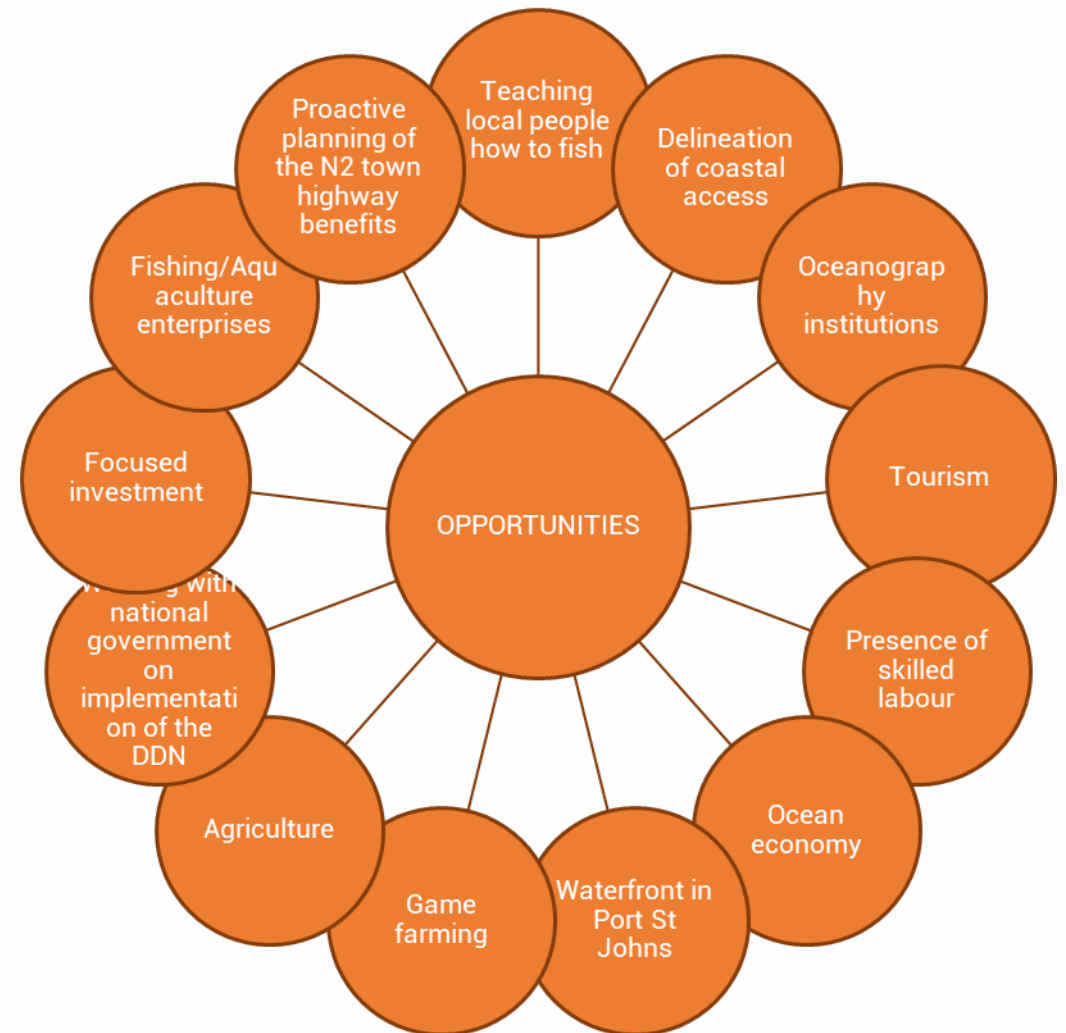 Teaching
local people
how to fish
Delineation
of coastal
access
Oceanograp
hy
institutions
Tourism
Presence of
skilled
labour
Ocean
economy
Waterfront in
Port St
Johns
Game
farming
Agriculture
with
national
government
on
implementati
on of the
DDN
Focused
investment
Fishing/Aqu
aculture
enterprises
Proactive
planning of
the N2 town
highway
benefits
OPPORTUNITIES